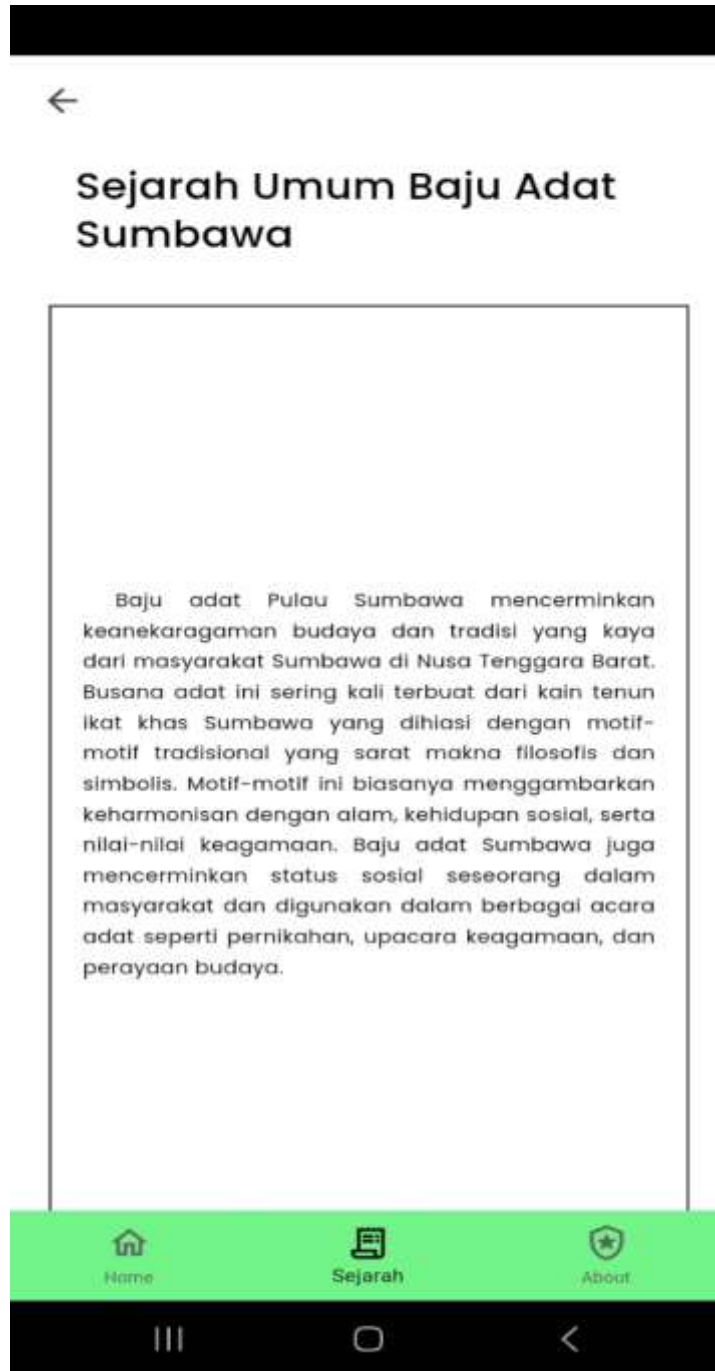 Sejarah Umum Baju Adat
Sumbawa
Baju adat Pulau Sumbawa mencerminkan
keanekaragaman budaya dan tradisi yang kaya
dari masyarakat Sumbawa di Nusa Tenggara Barat.
Busana adat ini sering kali terbuat dari kain tenun
ikat khas Sumbawa yang dihiasi dengan motif-
motif tradisional yang sarat makna filosofis dan
simbolis. Motif-motif ini biasanya menggambarkan
keharmonisan dengan alam, kehidupan sosial, serta
nilai-nilai keagamaan. Baju adat Sumbawa juga
mencerminkan status sosial seseorang dalam
masyarakat dan digunakan dalam berbagai acara
adat seperti pernikahan, upacara keagamaan, dan
perayaan budaya.
Home Sejarah About